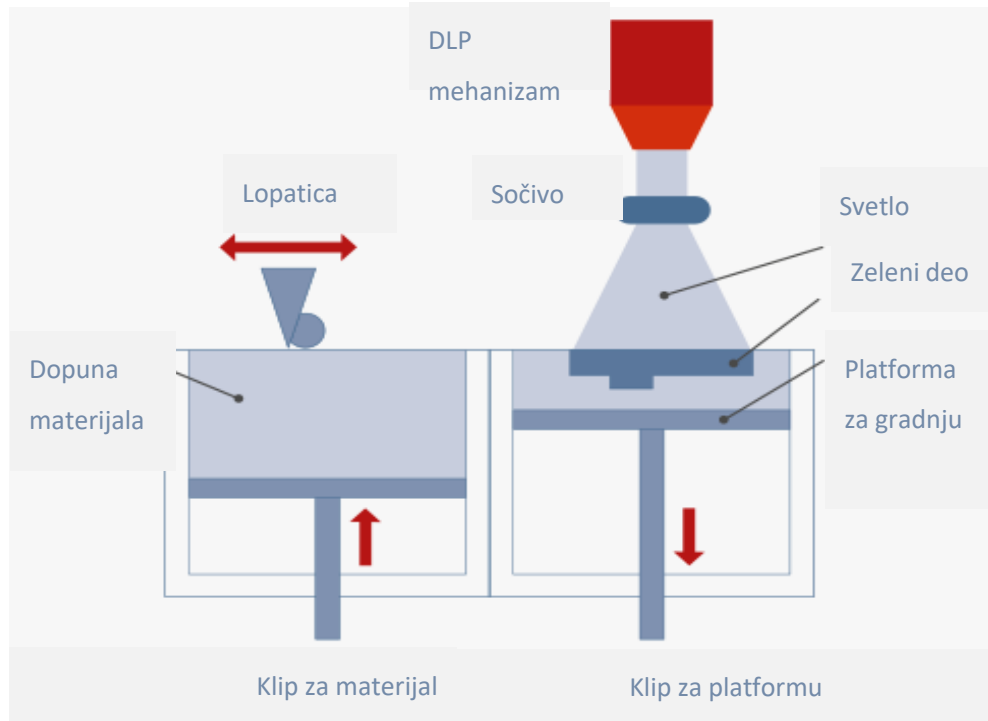 DLP
mehanizam
Lopatica
Sočivo
Svetlo
Zeleni deo
Dopuna
materijala
Platforma
za gradnju
Klip za materijal
Klip za platformu